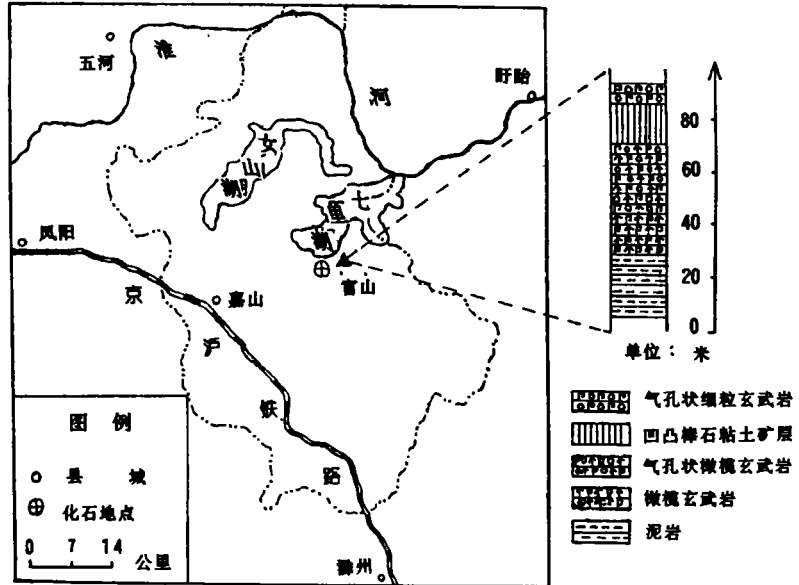 五河
淮
河
盱眙
女
山
湖
七
里
湖
凤阳
官山
嘉山
京
沪
铁
路
滁州
图 例
县 城
化石地点
0 7 14 公里
80
60
40
20
0
单位: 米
气孔状细粒玄武岩
凹凸棒石粘土矿层
气孔状橄榄玄武岩
橄榄玄武岩
泥岩